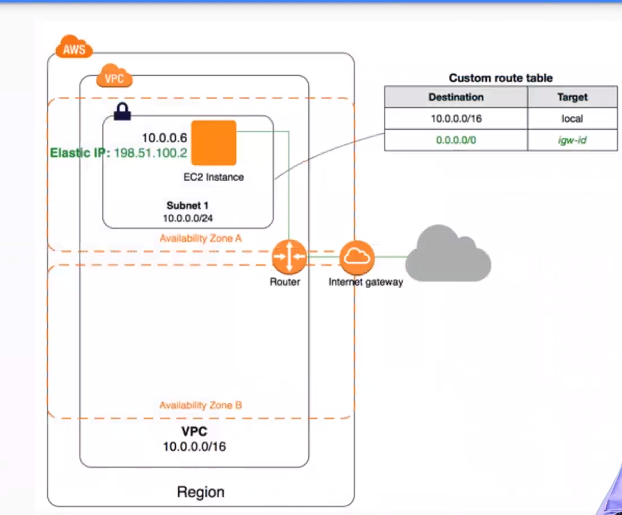 AWS
VPC
Custom route table
Destination Target
10.0.0.0/16 local
0.0.0.0/0 igw-id
10.0.0.6
Elastic IP: 198.51.100.2
EC2 Instance
Subnet 1
10.0.0.0/24
Availability Zone A
Router
Internet gateway
Availability Zone B
VPC
10.0.0.0/16
Region